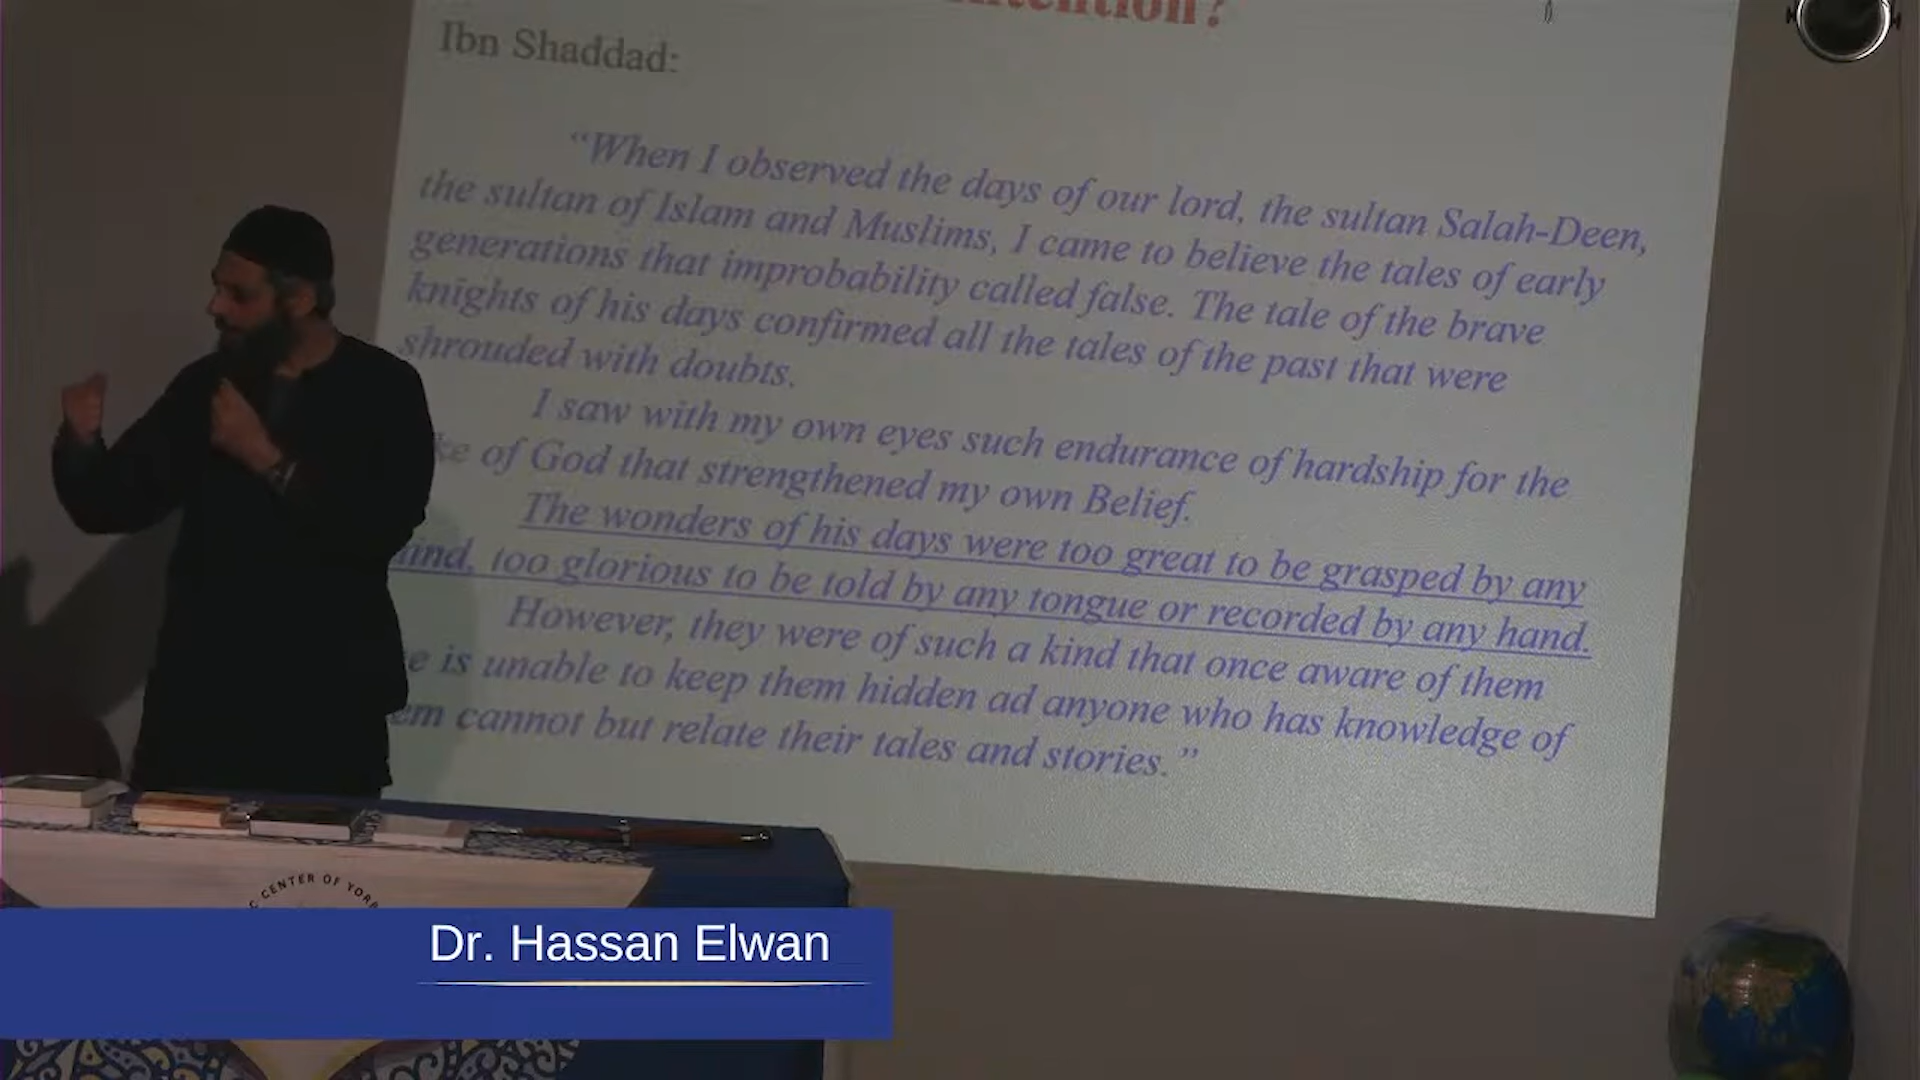 Ibn Shaddad:
“When I observed the days of our lord, the sultan Salah-Deen,
the sultan of Islam and Muslims, I came to believe the tales of early
generations that improbability called false. The tale of the brave
knights of his days confirmed all the tales of the past that were
shrouded with doubts.
I saw with my own eyes such endurance of hardship for the
of God that strengthened my own Belief.
The wonders of his days were too great to be grasped by any
too glorious to be told by any tongue or recorded by any hand.
However, they were of such a kind that once aware of them
is unable to keep them hidden ad anyone who has knowledge of
cannot but relate their tales and stories.”
CENTER OF
Dr. Hassan Elwan